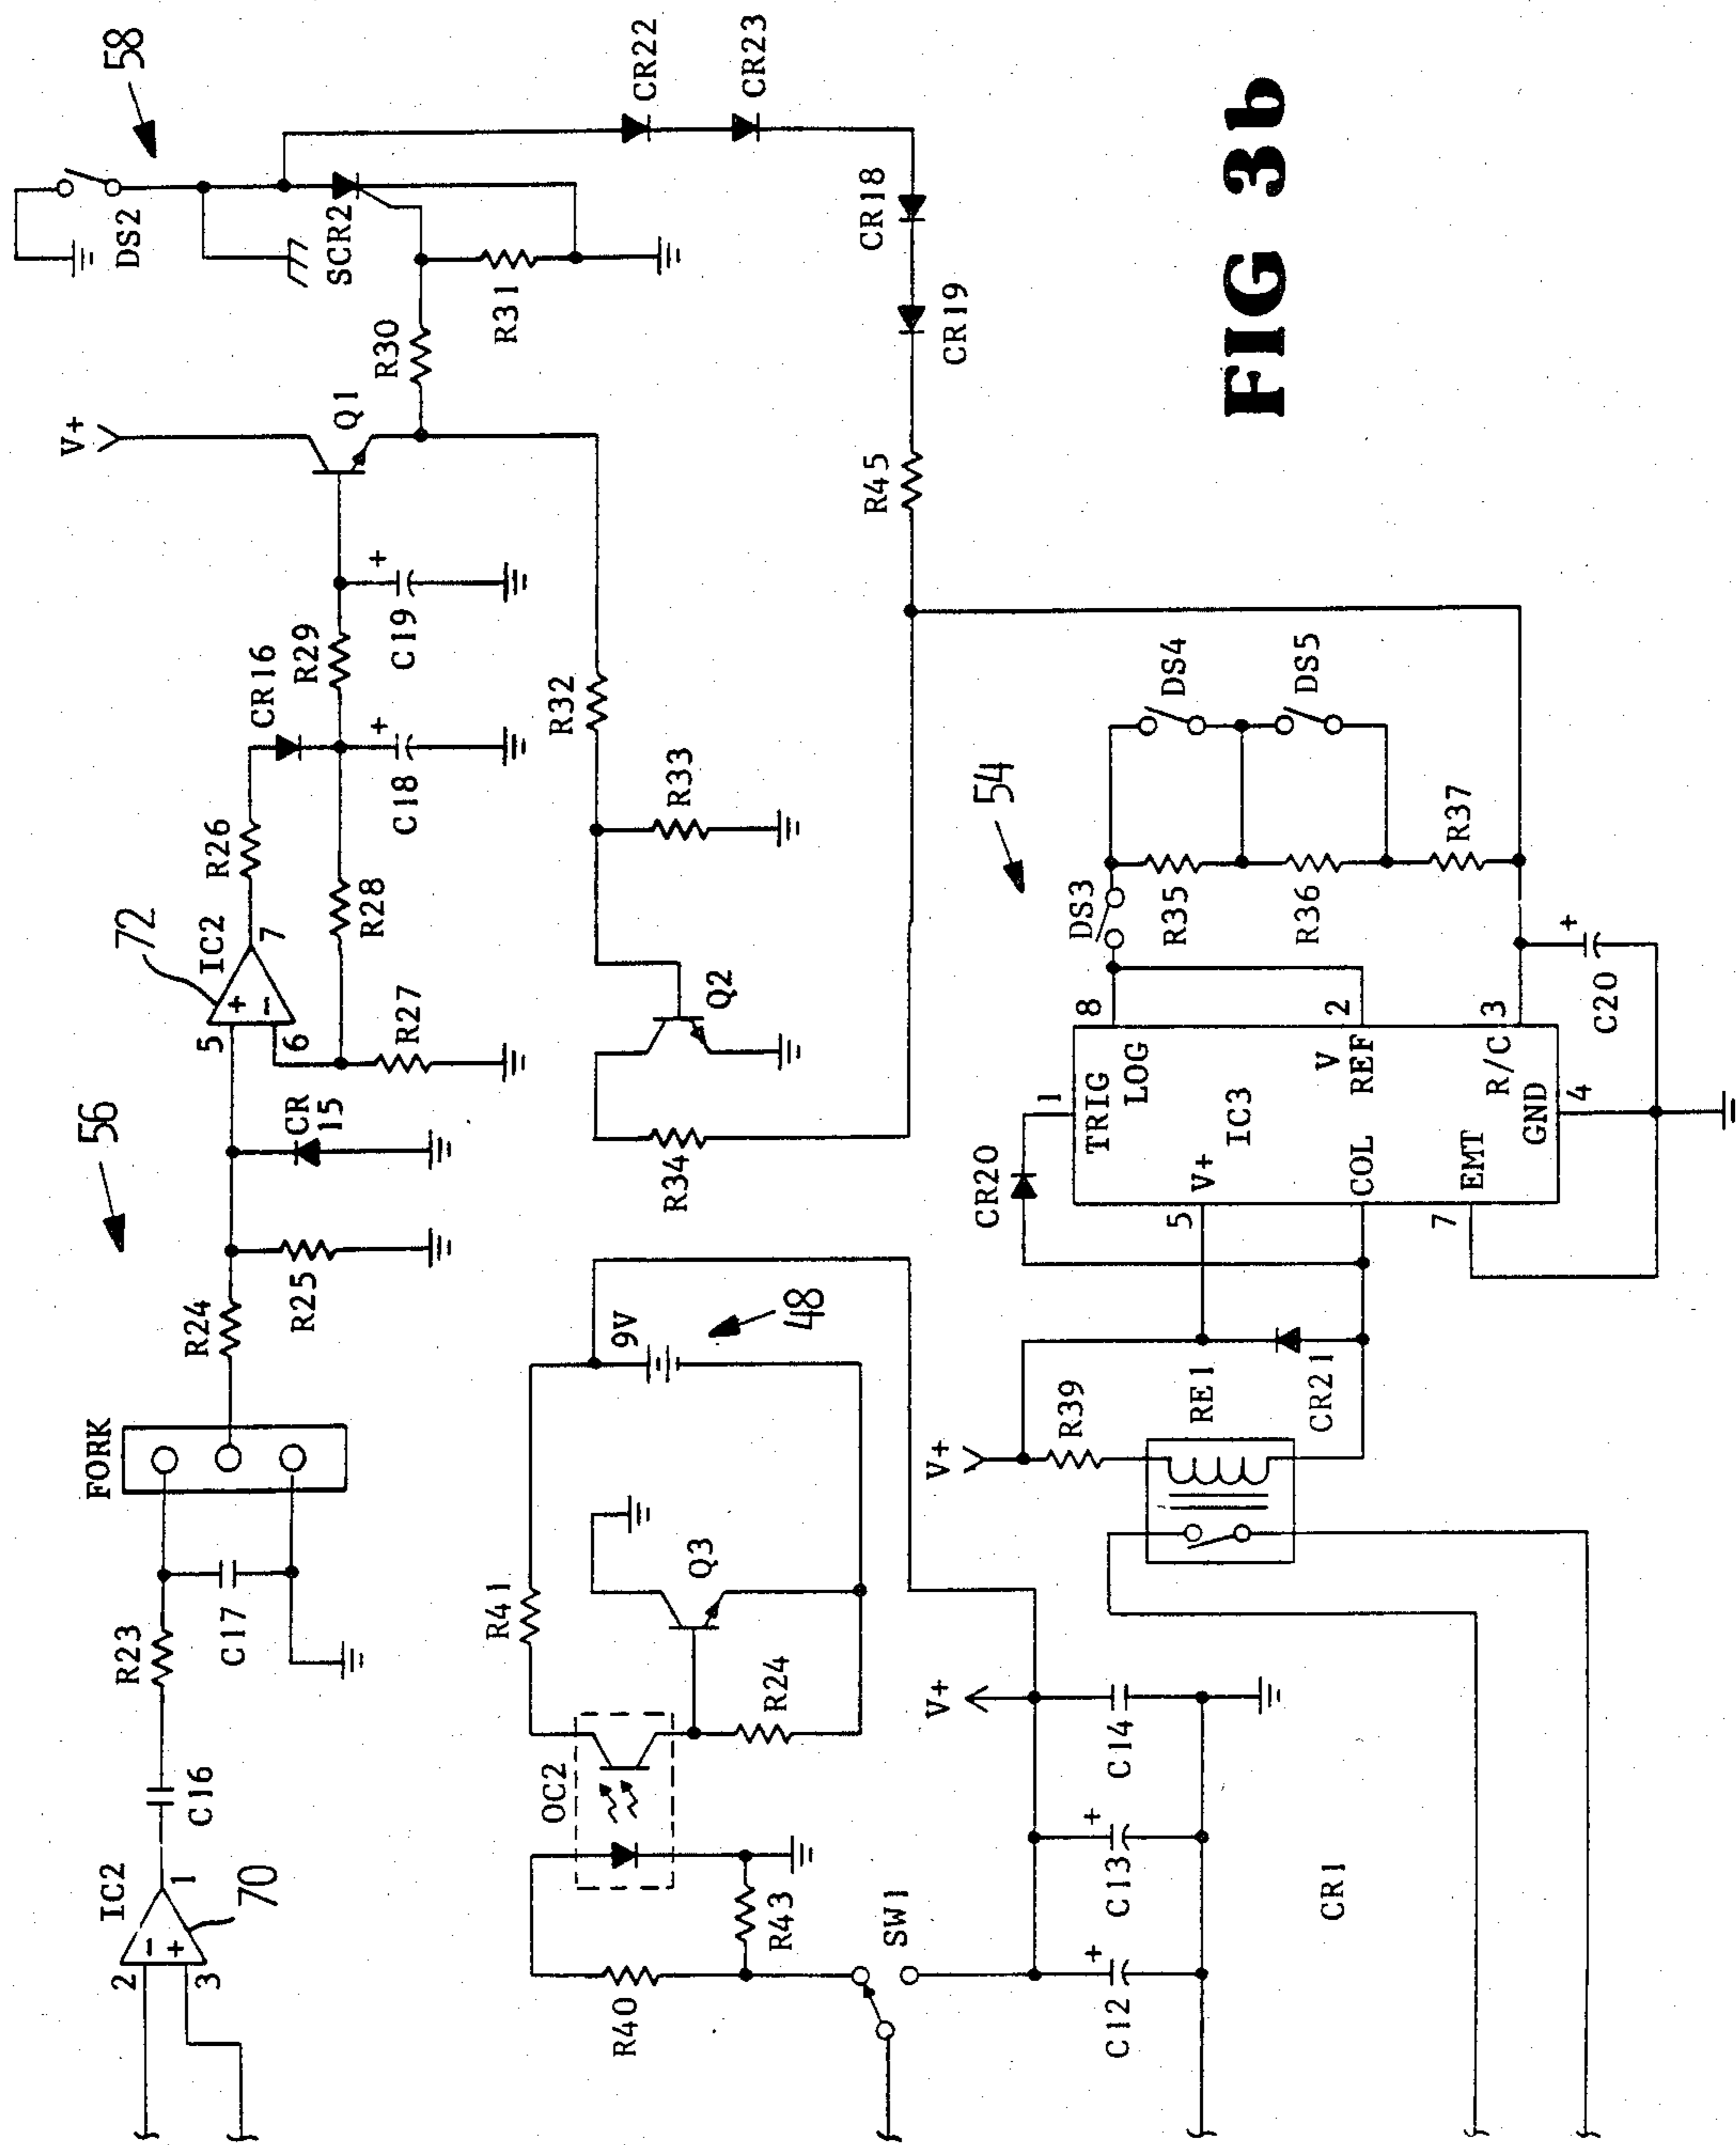 58
DS2
SCR2
CR22
CR23
V+
Q1
R30
R31
CR18
CR19
R45
FIG 3b
72
IC2
+
−
5
6
7
R26
CR16
R29
+
C19
+
C18
R28
R27
R32
R33
Q2
R34
56
CR
15
R24
R25
FORK
R23
C17
C16
IC2
−
+
2
3
1
70
54
DS3
DS4
DS5
R35
R36
R37
+
C20
8
2
3
1
TRIG
LOG
V
REF
R/C
IC3
V+
COL
EMT
GND
4
5
7
CR20
CR21
RE1
R39
V+
9V
48
R41
Q3
OC2
R24
R43
R40
SW1
V+
C14
+
C13
+
C12
CR1